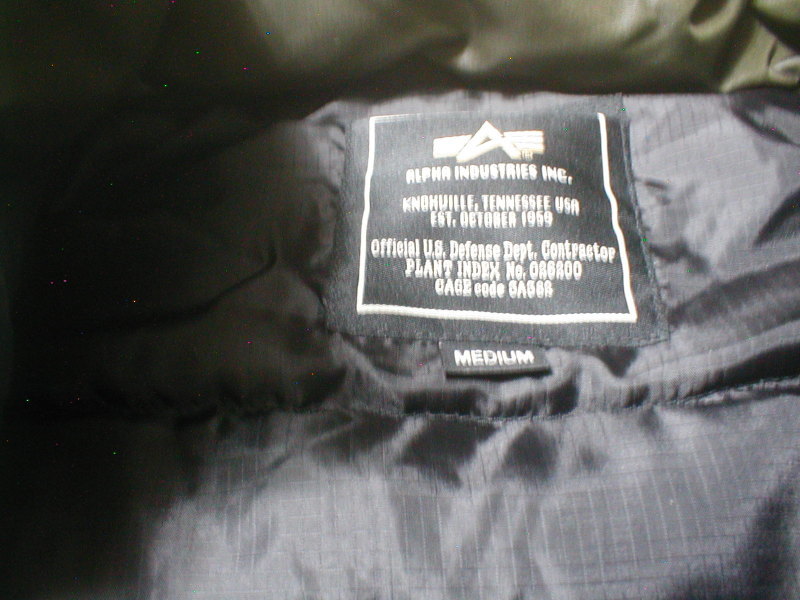 ALPHA INDUSTRIES INC.
KNOXVILLE, TENNESSEE USA
EST. OCTOBER 1959
Official U.S. Defense Dept. Contractor
PLANT INDEX No.
CAGE code
MEDIUM